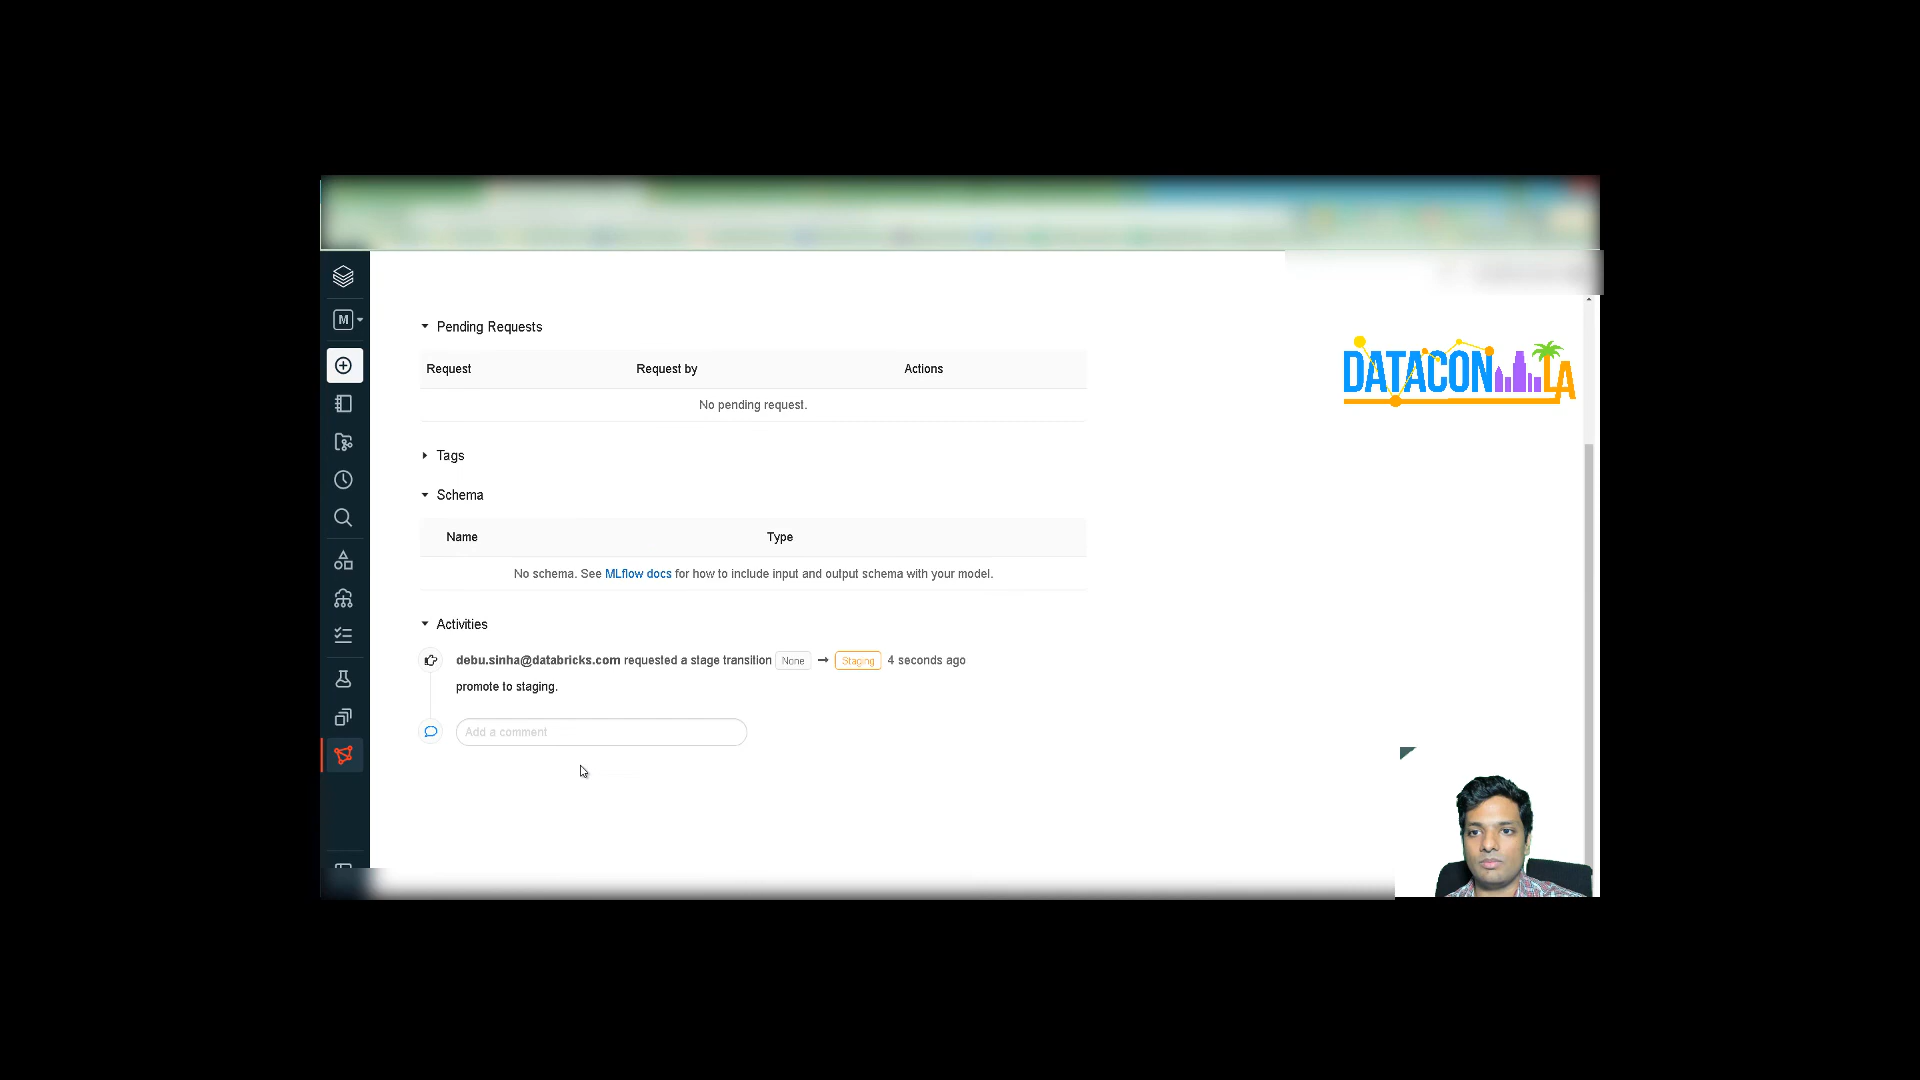 M
Pending Requests
Request Request by Actions
No pending request.
Tags
Schema
Name Type
No schema. See MLflow docs for how to include input and output schema with your model.
Activities
debu.sinha@databricks.com requested a stage transition None → Staging 4 seconds ago
promote to staging.
Add a comment
DATACON LA